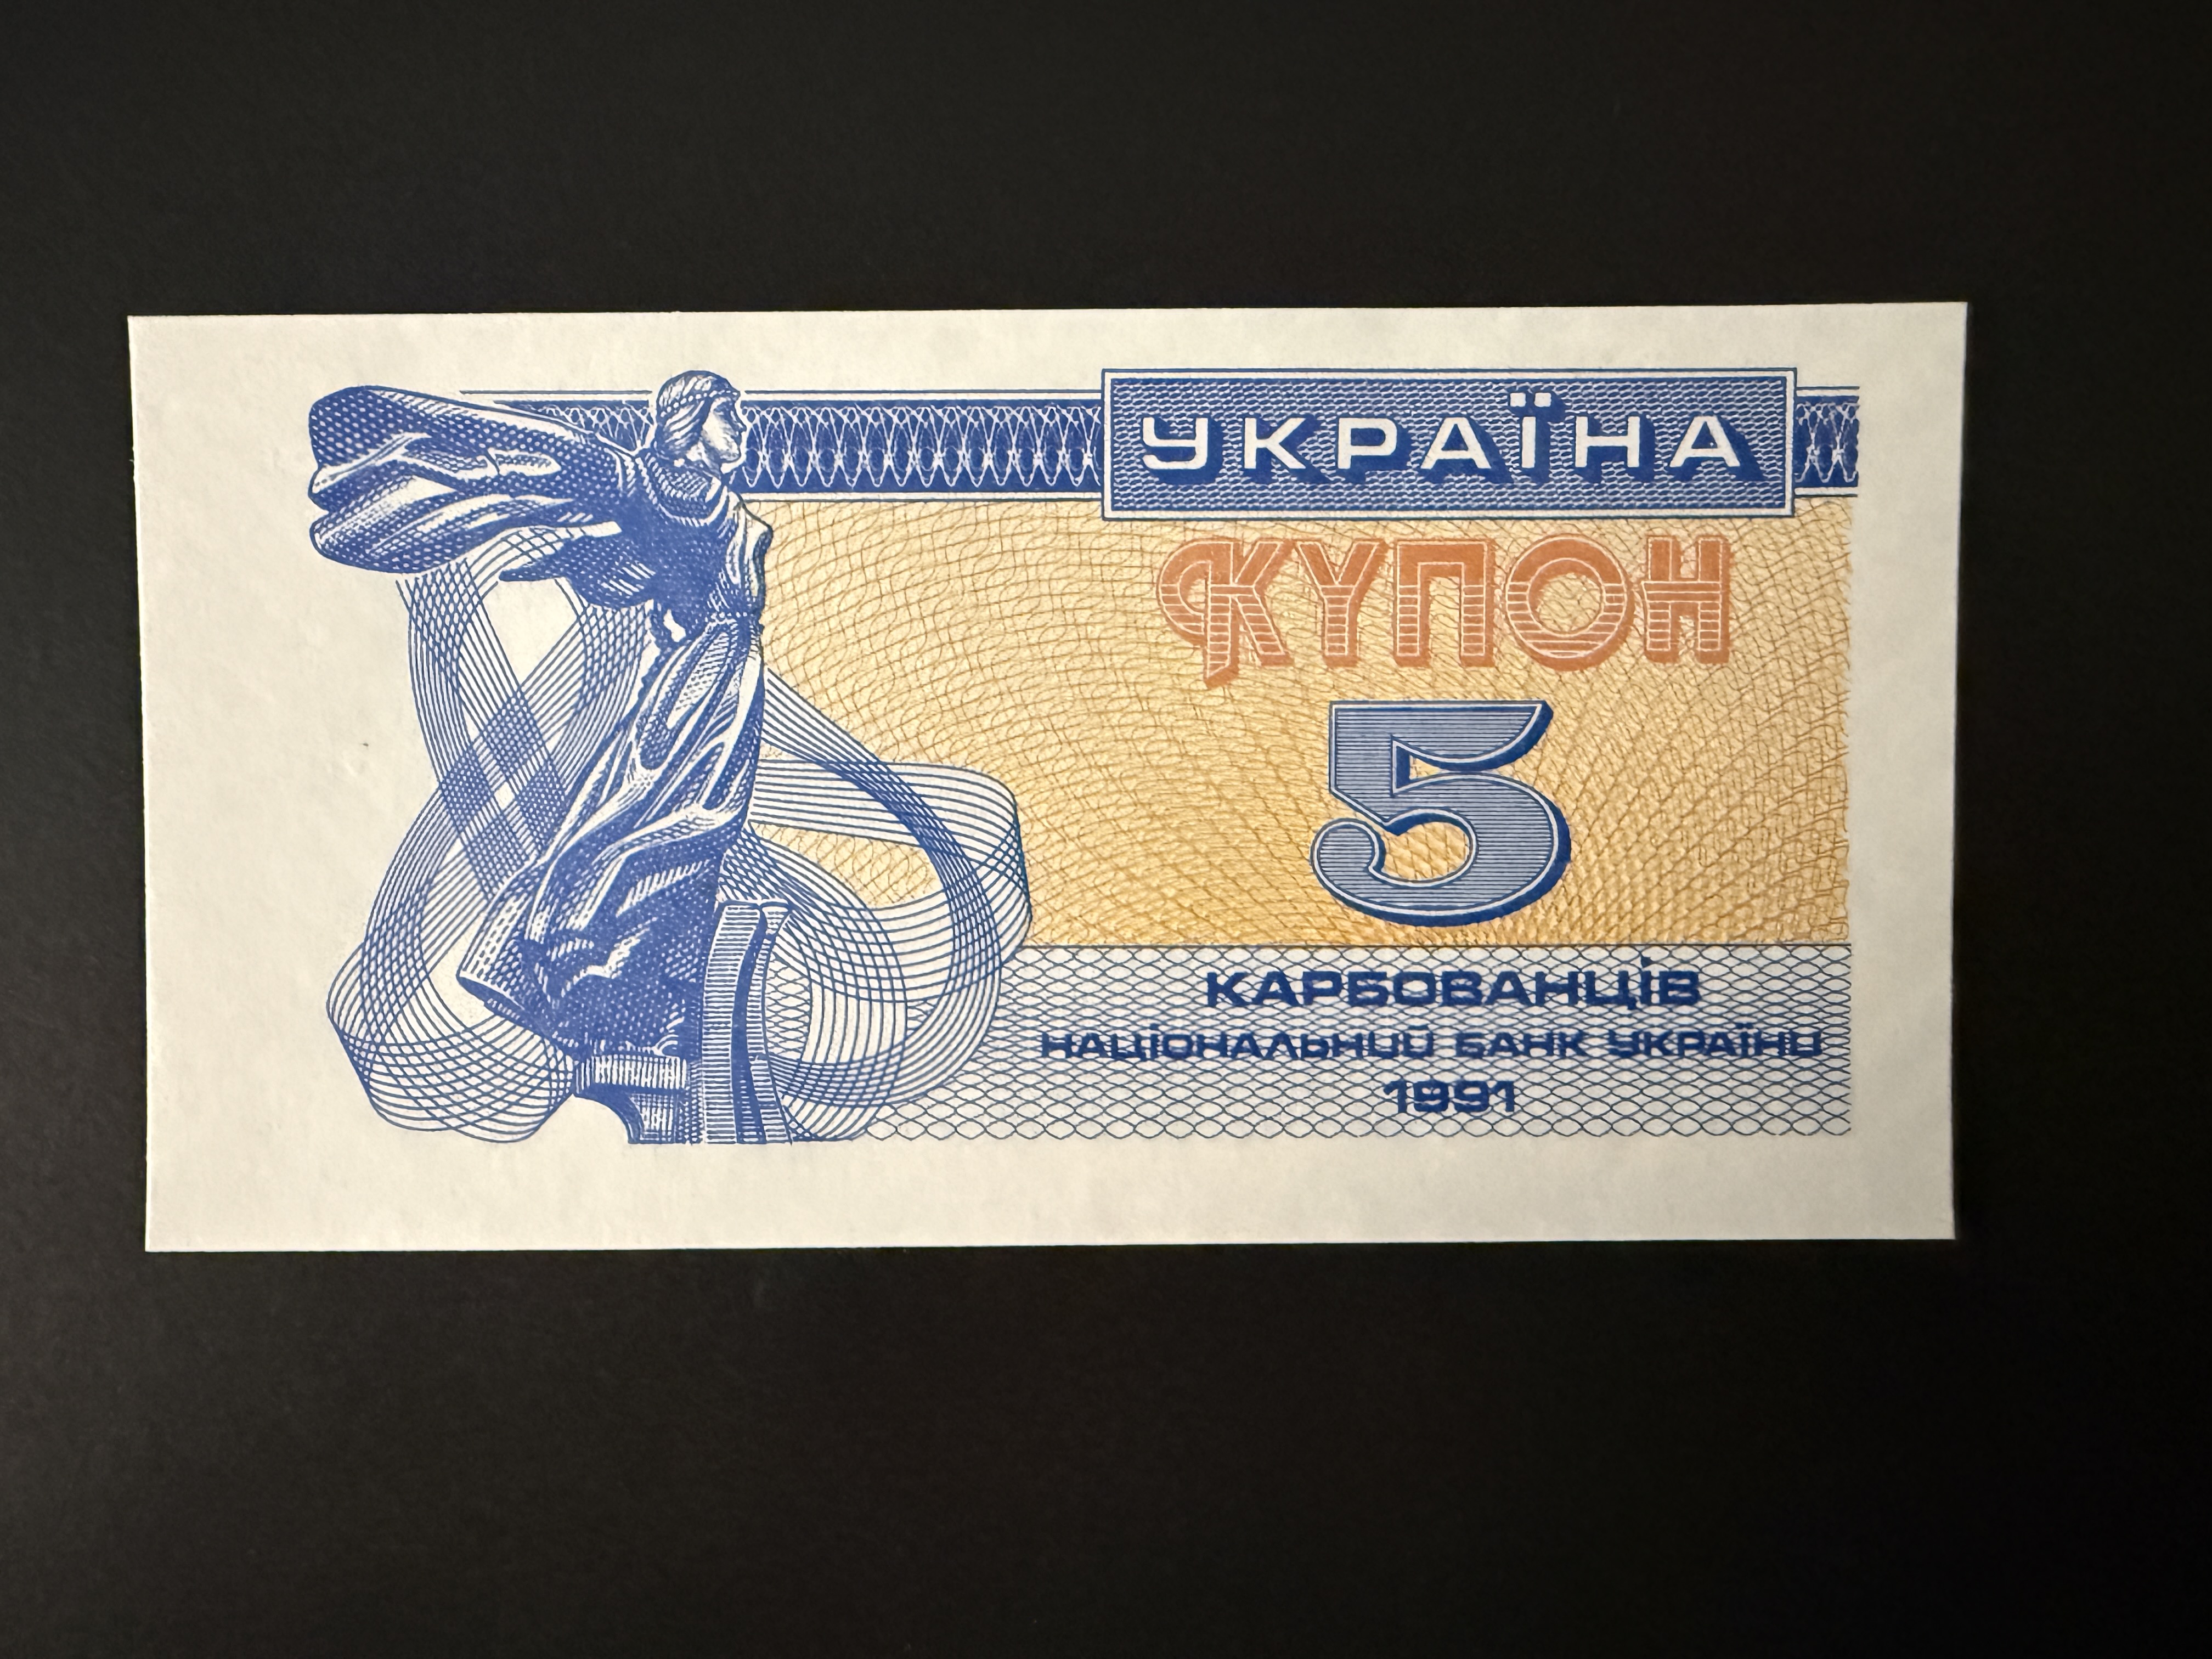 УКРАЇНА
КУПОН
5
КАРБОВАНЦІВ
НАЦІОНАЛЬНИЙ БАНК УКРАЇНИ
1991